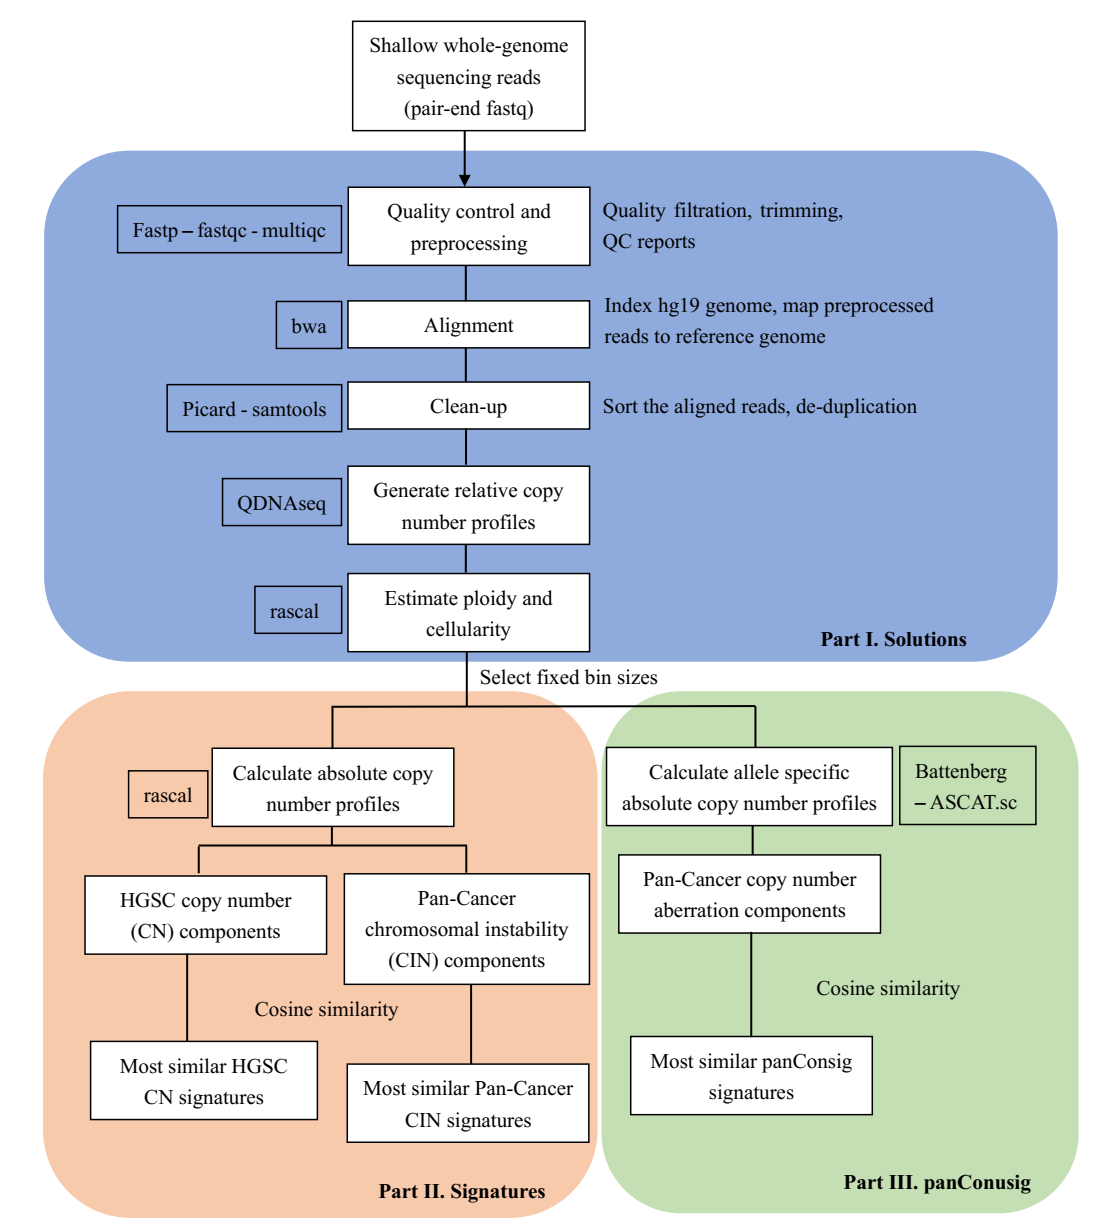 Shallow whole-genome
sequencing reads
(pair-end fastq)
Fastp – fastqc - multiqc
Quality control and
preprocessing
Quality filtration, trimming,
QC reports
bwa
Alignment
Index hg19 genome, map preprocessed
reads to reference genome
Picard - samtools
Clean-up
Sort the aligned reads, de-duplication
QDNAseq
Generate relative copy
number profiles
rascal
Estimate ploidy and
cellularity
Part I. Solutions
Select fixed bin sizes
rascal
Calculate absolute copy
number profiles
HGSC copy number
(CN) components
Pan-Cancer
chromosomal instability
(CIN) components
Cosine similarity
Most similar HGSC
CN signatures
Most similar Pan-Cancer
CIN signatures
Part II. Signatures
Calculate allele specific
absolute copy number profiles
Battenberg
– ASCAT.sc
Pan-Cancer copy number
aberration components
Cosine similarity
Most similar panConsig
signatures
Part III. panConusig